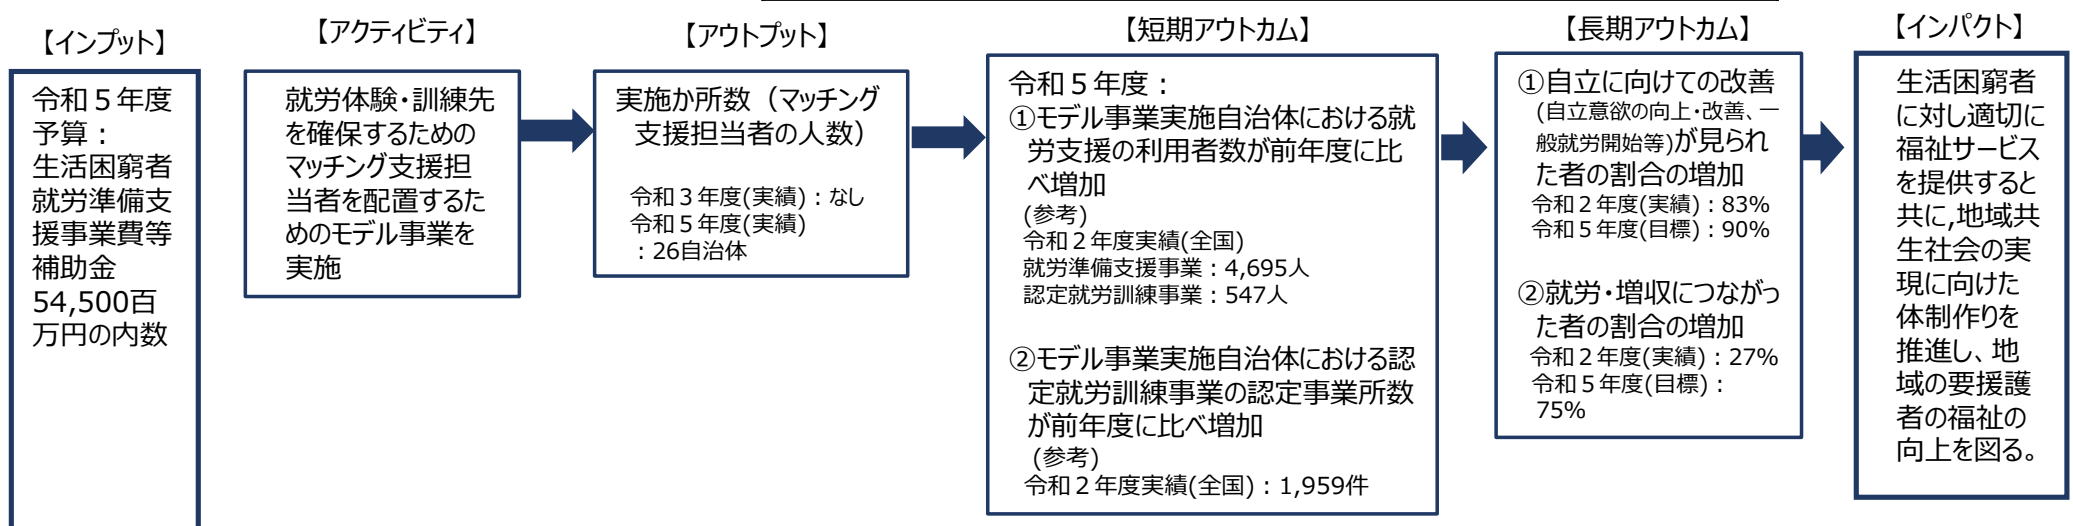 【インプット】
令和５年度
予算：
生活困窮者
就労準備支
援事業費等
補助金
54,500百
万円の内数
【アクティビティ】
就労体験・訓練先
を確保するための
マッチング支援担
当者を配置するた
めのモデル事業を
実施
【アウトプット】
実施か所数（マッチング
支援担当者の人数）
令和３年度(実績)：なし
令和５年度(実績)
：26自治体
【短期アウトカム】
令和５年度：
①モデル事業実施自治体における就
労支援の利用者数が前年度に比
べ増加
(参考)
令和２年度実績(全国)
就労準備支援事業：4,695人
認定就労訓練事業：547人
②モデル事業実施自治体における認
定就労訓練事業の認定事業所数
が前年度に比べ増加
(参考)
令和２年度実績(全国)：1,959件
【長期アウトカム】
①自立に向けての改善
(自立意欲の向上・改善、一
般就労開始等)が見られ
た者の割合の増加
令和２年度(実績)：83%
令和５年度(目標)：90%
②就労・増収につながっ
た者の割合の増加
令和２年度(実績)：27%
令和５年度(目標)：
75%
【インパクト】
生活困窮者
に対し適切に
福祉サービス
を提供すると
共に,地域共
生社会の実
現に向けた
体制作りを
推進し、地
域の要援護
者の福祉の
向上を図る。